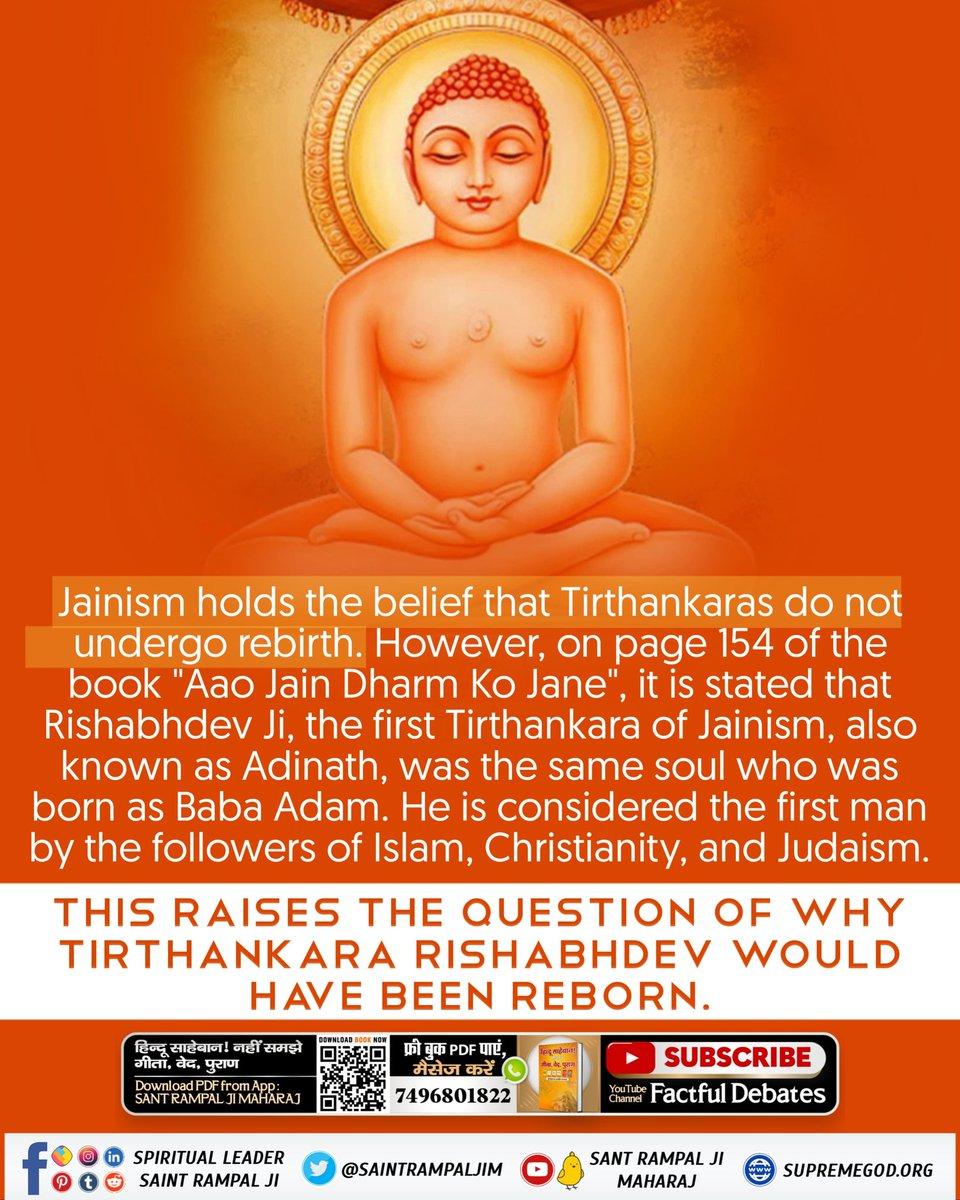 Jainism holds the belief that Tirthankaras do not
undergo rebirth. However, on page 154 of the
book "Aao Jain Dharm Ko Jane", it is stated that
Rishabhdev Ji, the first Tirthankara of Jainism, also
known as Adinath, was the same soul who was
born as Baba Adam. He is considered the first man
by the followers of Islam, Christianity, and Judaism.
THIS RAISES THE QUESTION OF WHY
TIRTHANKARA RISHABHDEV WOULD
HAVE BEEN REBORN.
हिन्दू साहेबान! नहीं समझे
गीता, वेद, पुराण
Download PDF from App :
SANT RAMPAL JI MAHARAJ
DOWNLOAD BOOK NOW
फ्री बुक PDF पाएं,
मैसेज करें
7496801822
हिन्दू साहेबान!
SUBSCRIBE
YouTube
Channel
Factful Debates
SPIRITUAL LEADER
SAINT RAMPAL JI
@SAINTRAMPALJIM
SANT RAMPAL JI
MAHARAJ
SUPREMEGOD.ORG